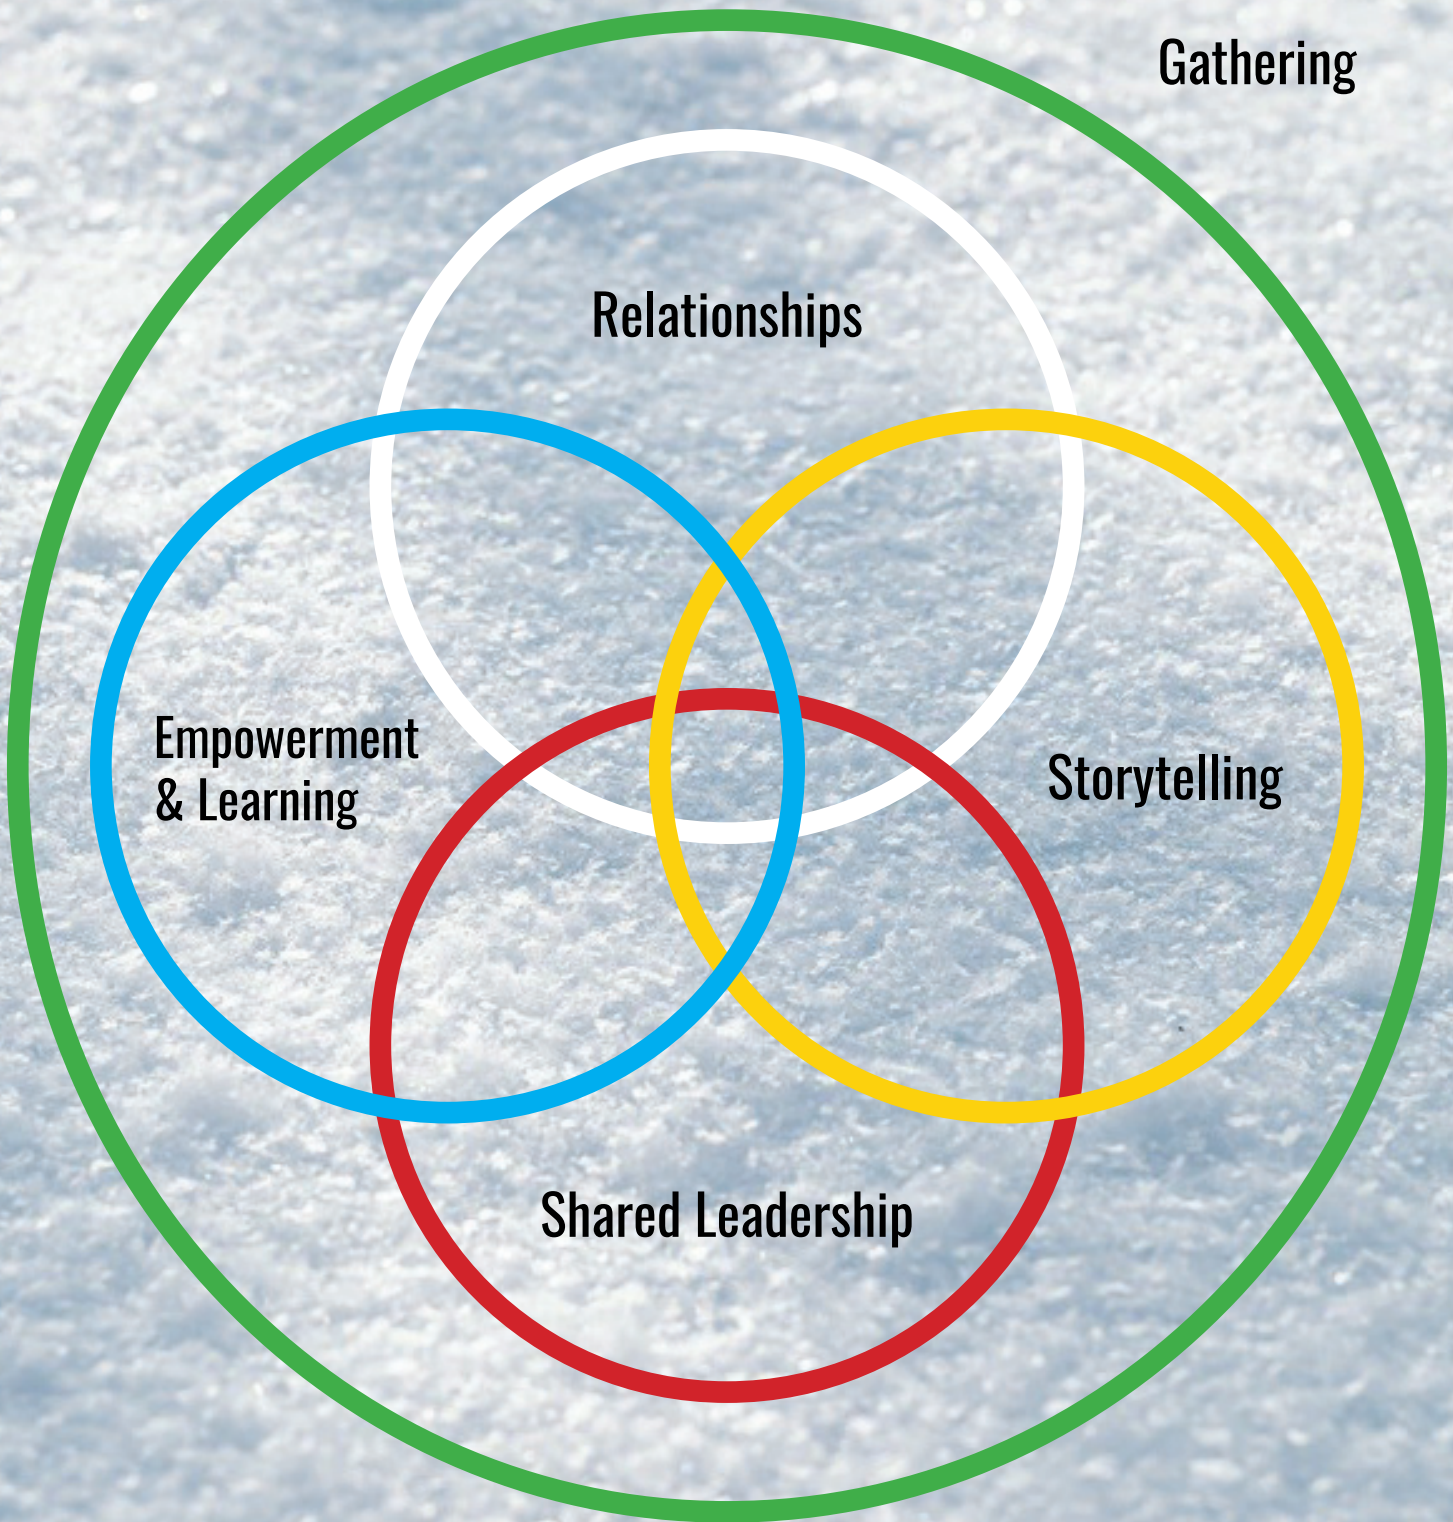 Gathering
Relationships
Empowerment
& Learning
Storytelling
Shared Leadership